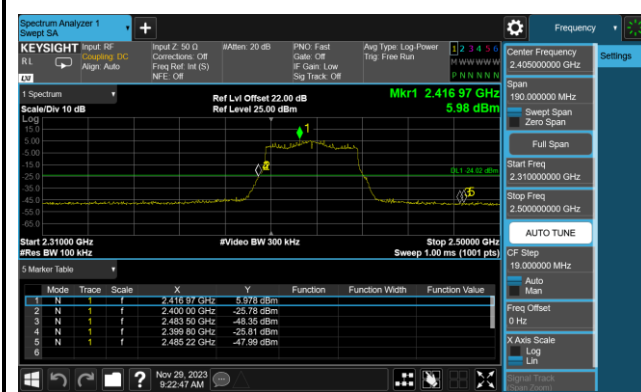 Spectrum Analyzer 1
Swept SA
+
Frequency
KEYSIGHT
RL
LXI
Input: RF
Coupling: DC
Align: Auto
Input Z: 50 Ω
Corrections: Off
Freq Ref: Int (S)
NFE: Off
#Atten: 20 dB
PNO: Fast
Gate: Off
IF Gain: Low
Sig Track: Off
Avg Type: Log-Power
Trig: Free Run
1 2 3 4 5 6
M W W W W W
P N N N N N
1 Spectrum
Scale/Div 10 dB
Ref Lvl Offset 22.00 dB
Ref Level 25.00 dBm
Mkr1 2.416 97 GHz
5.98 dBm
Log
15.0
5.00
-5.00
-15.0
-25.0
-35.0
-45.0
-55.0
-65.0
1
DL1 -24.02 dBm
Start 2.31000 GHz
#Res BW 100 kHz
#Video BW 300 kHz
Stop 2.50000 GHz
Sweep 1.00 ms (1001 pts)
5 Marker Table
Mode Trace Scale X Y Function Function Width Function Value
1 N 1 f 2.416 97 GHz 5.978 dBm
2 N 1 f 2.400 00 GHz -25.78 dBm
3 N 1 f 2.483 50 GHz -48.35 dBm
4 N 1 f 2.399 80 GHz -25.81 dBm
5 N 1 f 2.485 22 GHz -47.99 dBm
6
Nov 29, 2023
9:22:47 AM
?
Center Frequency
2.405000000 GHz
Span
190.000000 MHz
Swept Span
Zero Span
Full Span
Start Freq
2.310000000 GHz
Stop Freq
2.500000000 GHz
AUTO TUNE
CF Step
19.000000 MHz
Auto
Man
Freq Offset
0 Hz
X Axis Scale
Log
Lin
Signal Track
(Span Zoom)
Settings